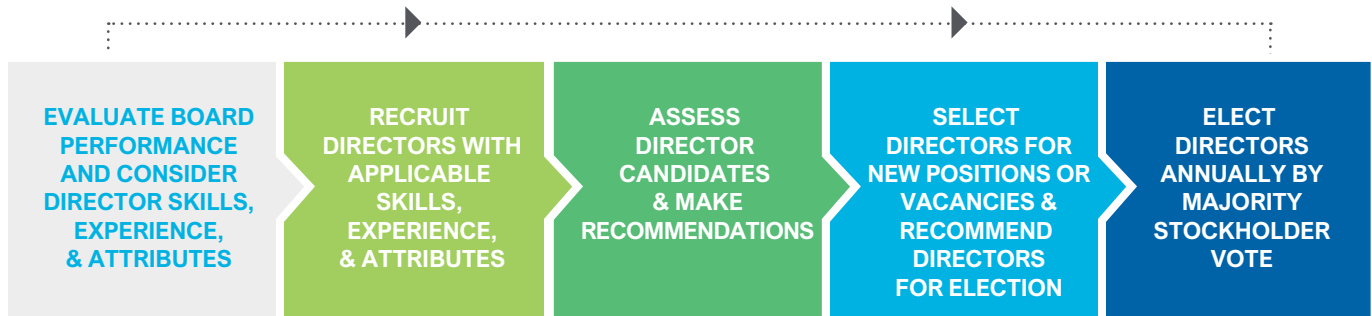 EVALUATE BOARD
PERFORMANCE
AND CONSIDER
DIRECTOR SKILLS,
EXPERIENCE,
& ATTRIBUTES
RECRUIT
DIRECTORS WITH
APPLICABLE
SKILLS,
EXPERIENCE,
& ATTRIBUTES
ASSESS
DIRECTOR
CANDIDATES
& MAKE
RECOMMENDATIONS
SELECT
DIRECTORS FOR
NEW POSITIONS OR
VACANCIES &
RECOMMEND
DIRECTORS
FOR ELECTION
ELECT
DIRECTORS
ANNUALLY BY
MAJORITY
STOCKHOLDER
VOTE